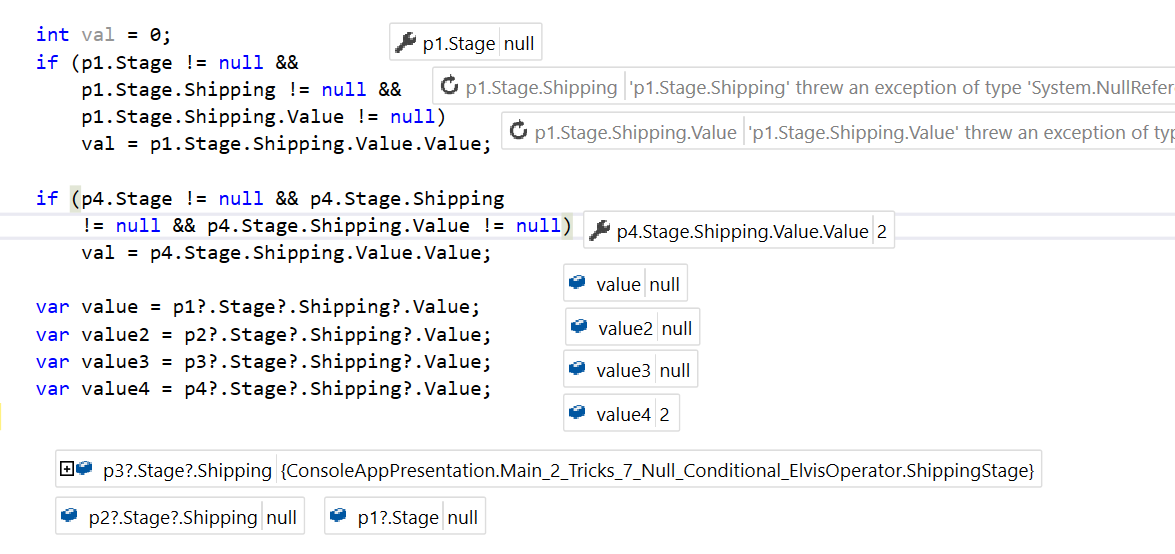 int val = 0;
p1.Stage null
if (p1.Stage != null &&
p1.Stage.Shipping != null &&
p1.Stage.Shipping 'p1.Stage.Shipping' threw an exception of type 'System.NullRefer
p1.Stage.Shipping.Value != null)
p1.Stage.Shipping.Value 'p1.Stage.Shipping.Value' threw an exception of typ
val = p1.Stage.Shipping.Value.Value;
if (p4.Stage != null && p4.Stage.Shipping
!= null && p4.Stage.Shipping.Value != null)
p4.Stage.Shipping.Value.Value 2
val = p4.Stage.Shipping.Value.Value;
value null
var value = p1?.Stage?.Shipping?.Value;
value2 null
var value2 = p2?.Stage?.Shipping?.Value;
value3 null
var value3 = p3?.Stage?.Shipping?.Value;
var value4 = p4?.Stage?.Shipping?.Value;
value4 2
p3?.Stage?.Shipping {ConsoleAppPresentation.Main_2_Tricks_7_Null_Conditional_ElvisOperator.ShippingStage}
p2?.Stage?.Shipping null
p1?.Stage null